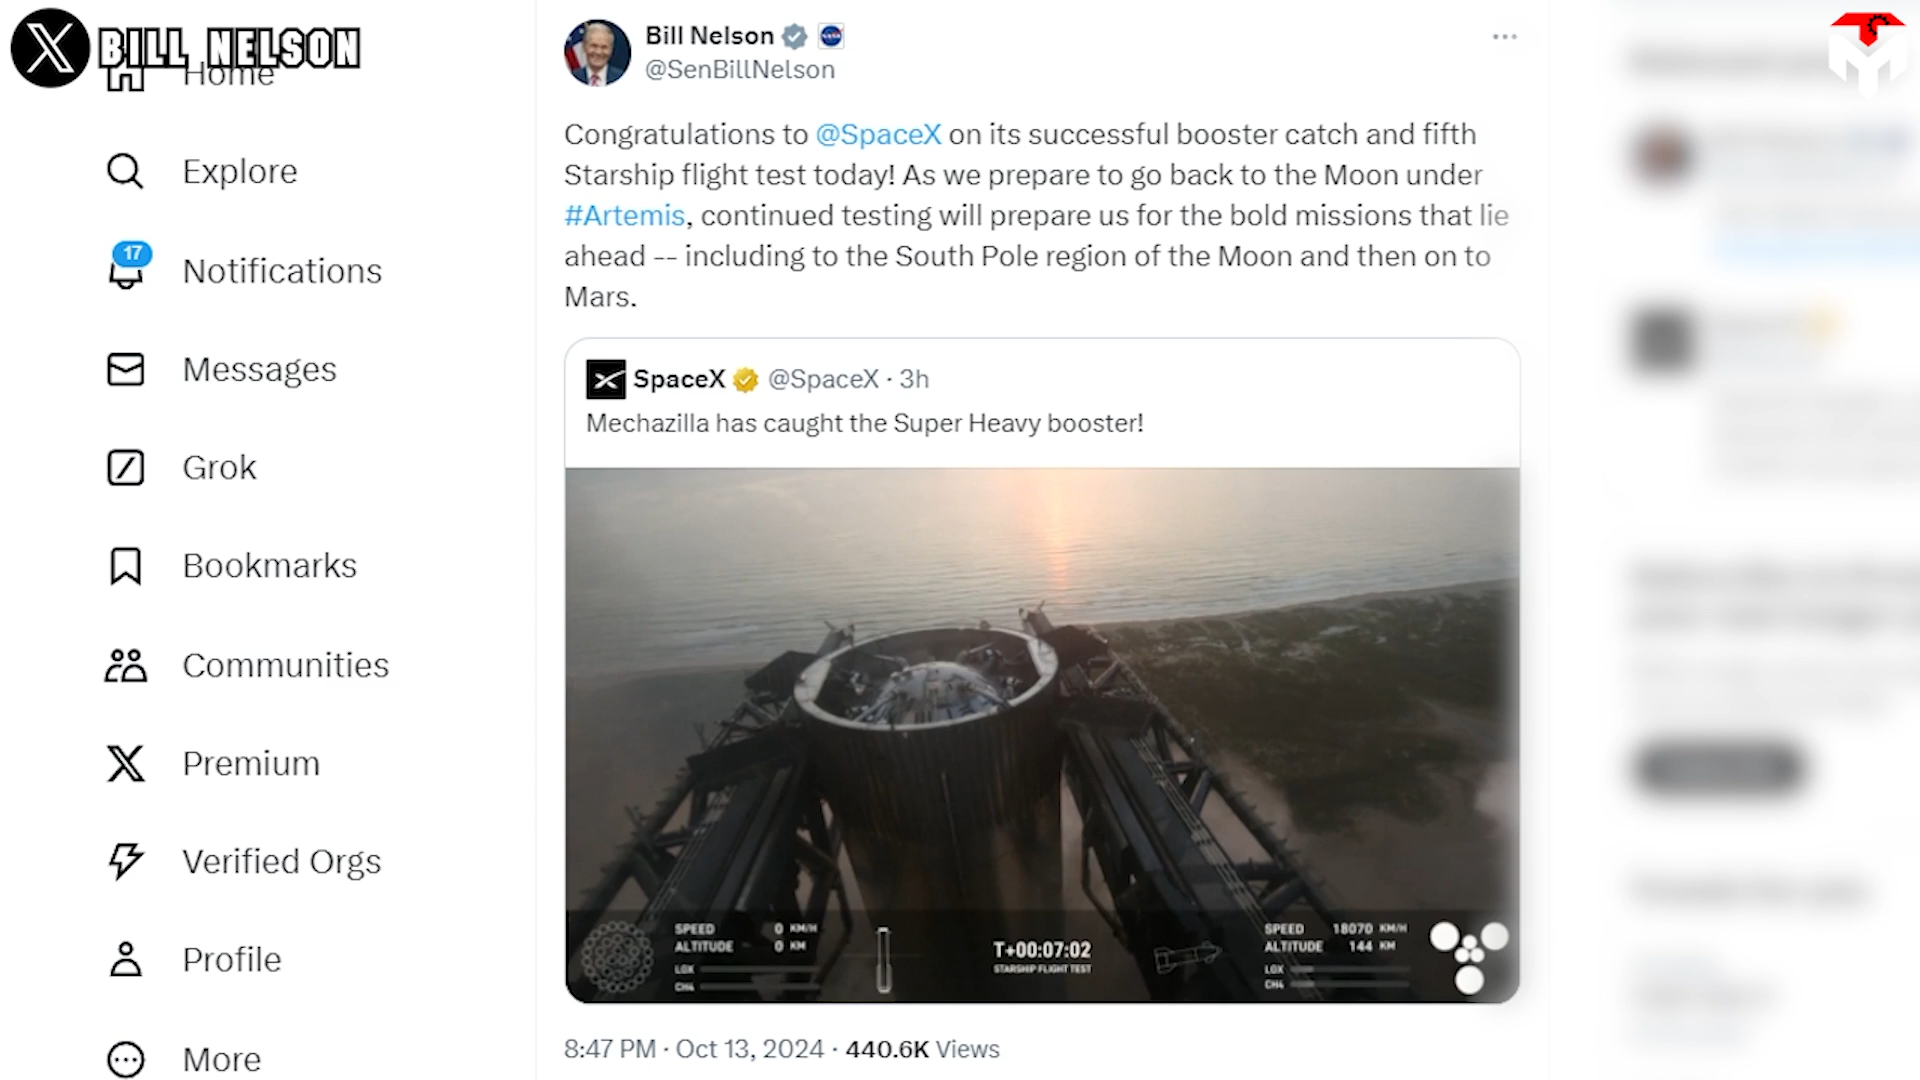 BILL NELSON
Home
Explore
17
Notifications
Messages
Grok
Bookmarks
Communities
Premium
Verified Orgs
Profile
More
Bill Nelson
@SenBillNelson
Congratulations to @SpaceX on its successful booster catch and fifth
Starship flight test today! As we prepare to go back to the Moon under
#Artemis, continued testing will prepare us for the bold missions that lie
ahead -- including to the South Pole region of the Moon and then on to
Mars.
SpaceX @SpaceX · 3h
Mechazilla has caught the Super Heavy booster!
SPEED 0 KM/H
ALTITUDE 0 KM
LOX
CH4
T+00:07:02
STARSHIP FLIGHT TEST
SPEED 18070 KM/H
ALTITUDE 144 KM
LOX
CH4
8:47 PM · Oct 13, 2024 · 440.6K Views